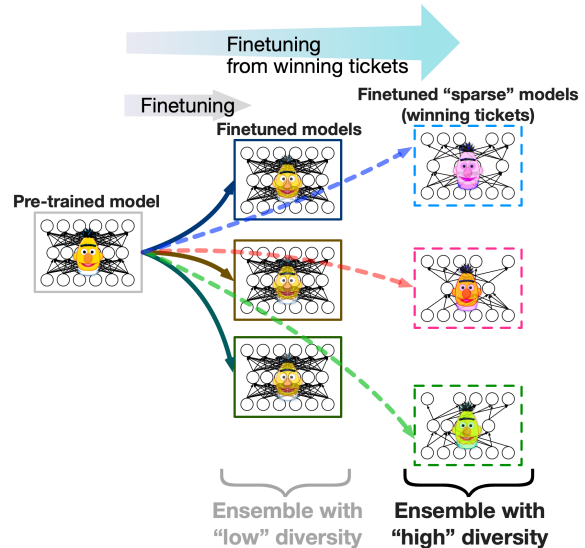 Finetuning
from winning tickets
Finetuning
Finetuned "sparse" models
(winning tickets)
Finetuned models
Pre-trained model
Ensemble with
"low" diversity
Ensemble with
"high" diversity